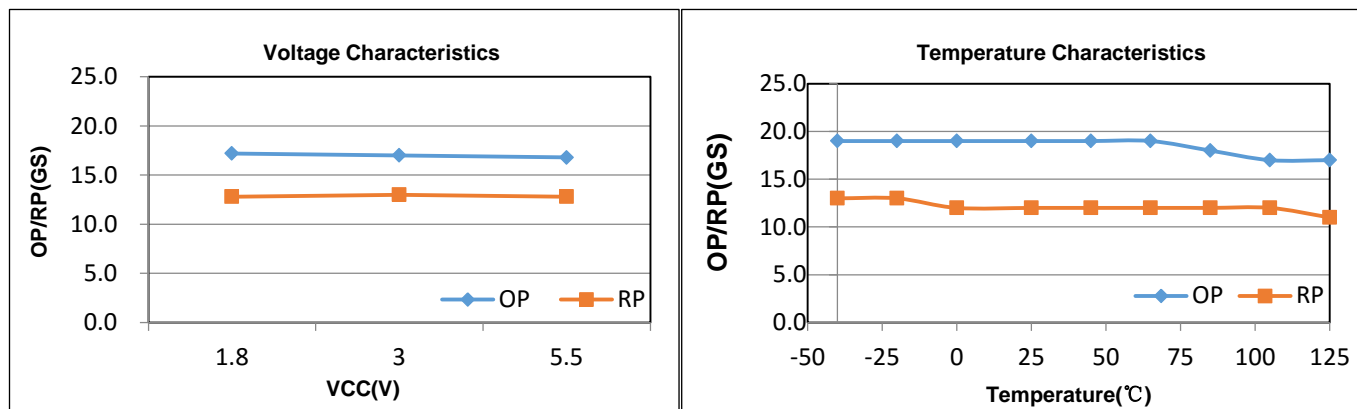 Voltage Characteristics
OP/RP(GS)
25.0
20.0
15.0
10.0
5.0
0.0
OP
RP
1.8
3
5.5
VCC(V)
Temperature Characteristics
OP/RP(GS)
25.0
20.0
15.0
10.0
5.0
0.0
OP
RP
-50
-25
0
25
50
75
100
125
Temperature(℃)